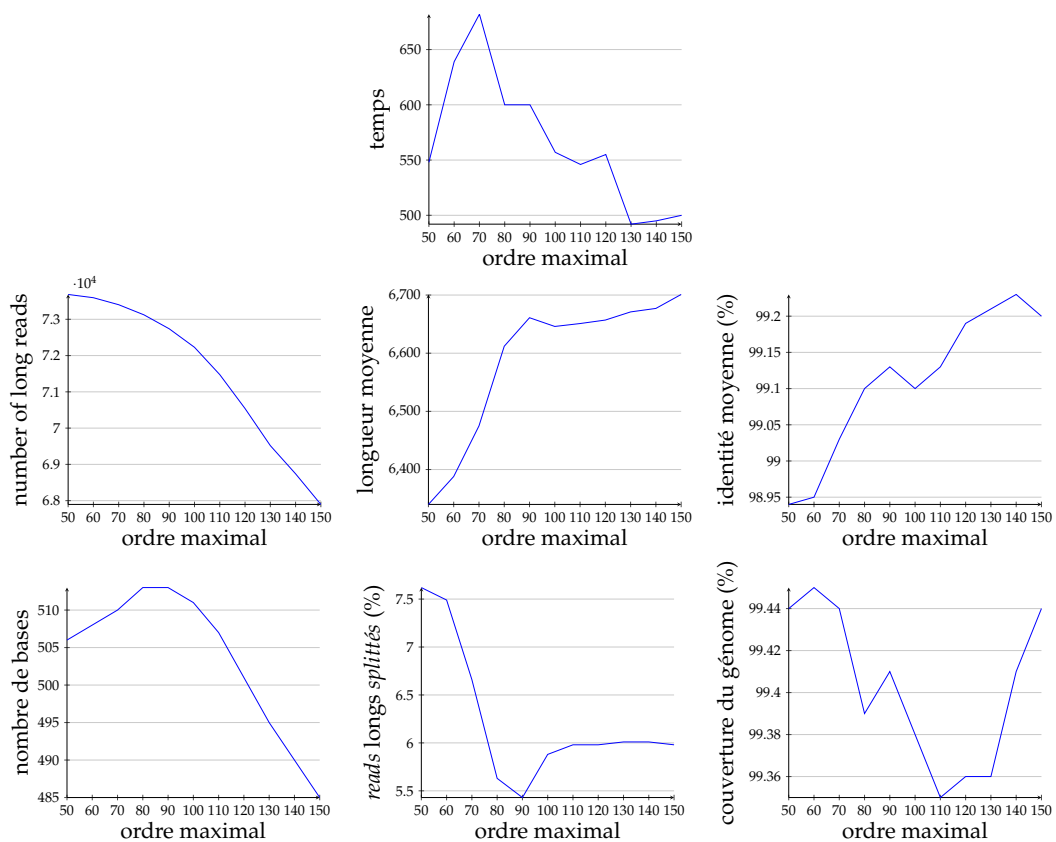 temps
650
600
550
500
50 60 70 80 90 100 110 120 130 140 150
ordre maximal
number of long reads
·10⁴
7.3
7.2
7.1
7
6.9
6.8
50 60 70 80 90 100 110 120 130 140 150
ordre maximal
longueur moyenne
6,700
6,600
6,500
6,400
50 60 70 80 90 100 110 120 130 140 150
ordre maximal
identité moyenne (%)
99.2
99.15
99.1
99.05
99
98.95
50 60 70 80 90 100 110 120 130 140 150
ordre maximal
nombre de bases
510
505
500
495
490
485
50 60 70 80 90 100 110 120 130 140 150
ordre maximal
reads longs splittés (%)
7.5
7
6.5
6
5.5
50 60 70 80 90 100 110 120 130 140 150
ordre maximal
couverture du génome (%)
99.44
99.42
99.4
99.38
99.36
50 60 70 80 90 100 110 120 130 140 150
ordre maximal